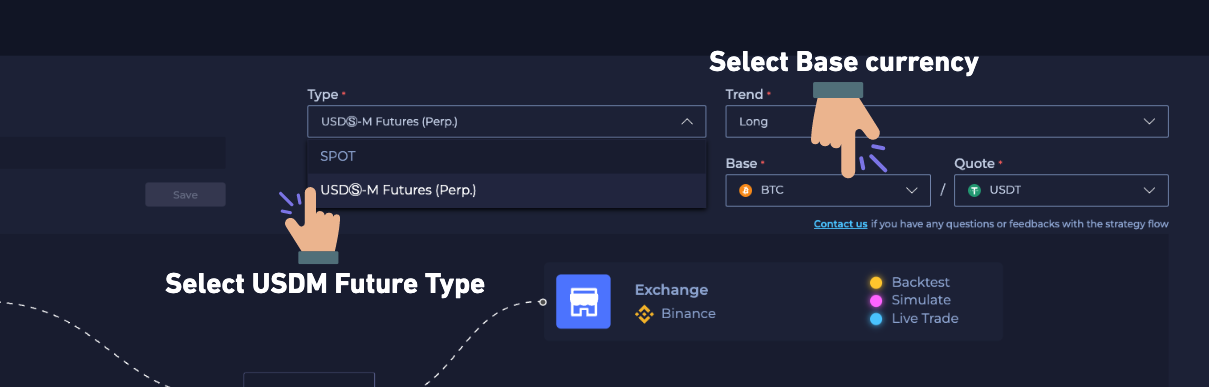 Select Base currency
Type *
Trend *
USDⓈ-M Futures (Perp.)
Long
SPOT
USDⓈ-M Futures (Perp.)
Base *
Quote *
BTC
/
USDT
Save
Contact us if you have any questions or feedbacks with the strategy flow
Select USDM Future Type
Exchange
Binance
Backtest
Simulate
Live Trade